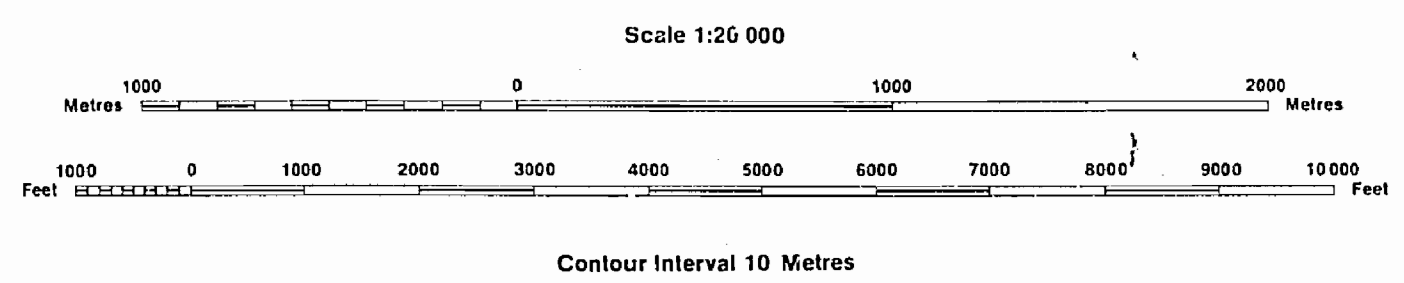 Scale 1:20 000
1000 0 1000 2000
Metres Metres
1000 0 1000 2000 3000 4000 5000 6000 7000 8000 9000 10 000
Feet Feet
Contour Interval 10 Metres